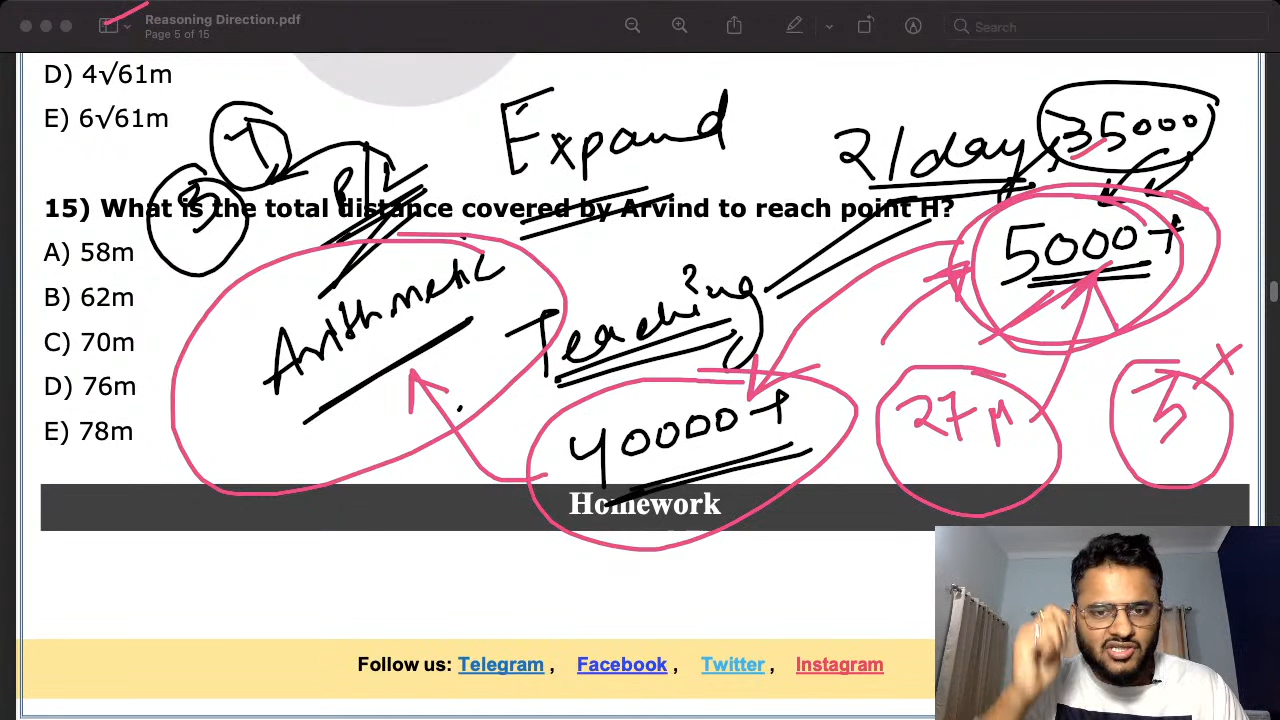 Reasoning Direction.pdf
Page 5 of 15
Search
D) 4√61m
E) 6√61m
Expand
2/day
35000
15) What is the total distance covered by Arvind to reach point H?
5000+
A) 58m
B) 62m
C) 70m
D) 76m
E) 78m
Arithmetic
Teaching
40000+
27M
Homework
Follow us: Telegram , Facebook , Twitter , Instagram